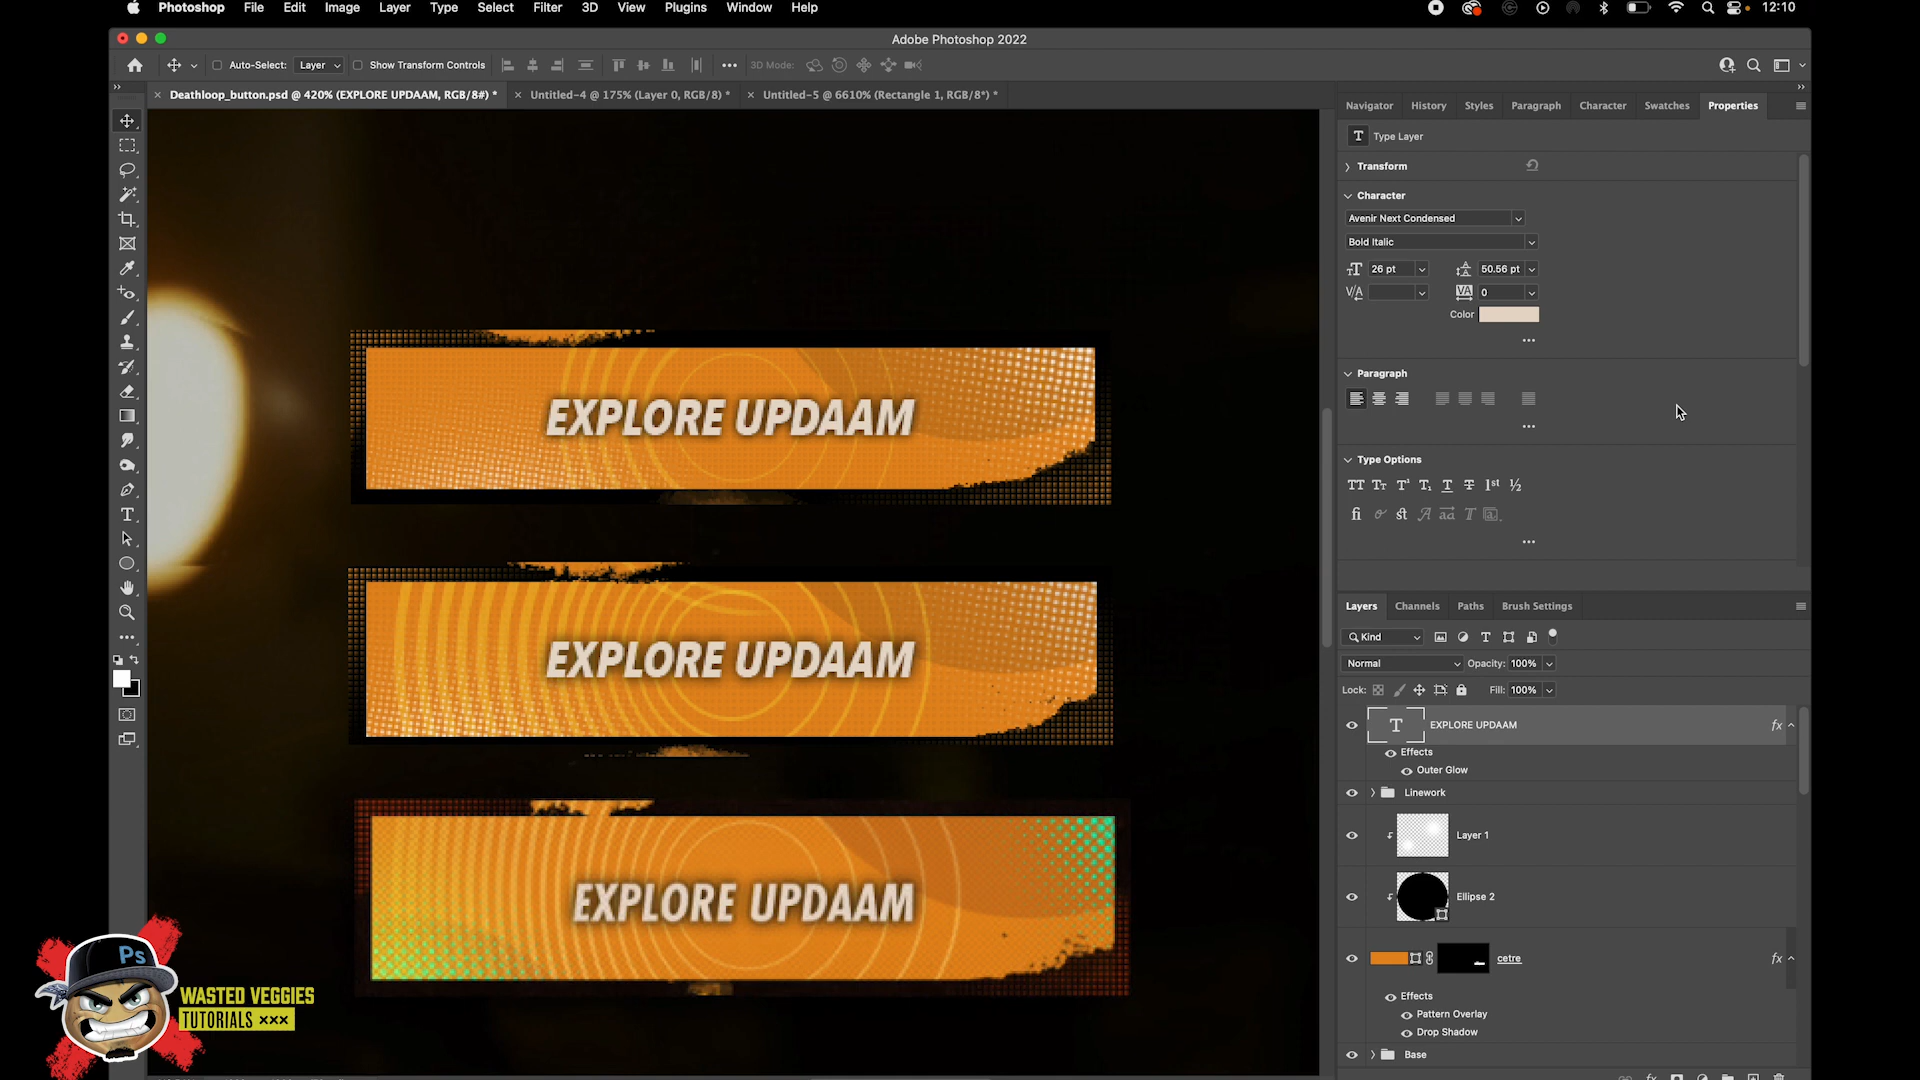 Photoshop File Edit Image Layer Type Select Filter 3D View Plugins Window Help 12:10
Adobe Photoshop 2022
Auto-Select: Layer Show Transform Controls 3D Mode:
Deathloop_button.psd @ 420% (EXPLORE UPDAAM, RGB/8#) * Untitled-4 @ 175% (Layer 0, RGB/8) * Untitled-5 @ 6610% (Rectangle 1, RGB/8*) *
Navigator History Styles Paragraph Character Swatches Properties
T Type Layer
Transform
Character
Avenir Next Condensed
Bold Italic
26 pt 50.56 pt
0
Color
Paragraph
Type Options
EXPLORE UPDAAM
EXPLORE UPDAAM
EXPLORE UPDAAM
Layers Channels Paths Brush Settings
Kind
Normal Opacity: 100%
Lock: Fill: 100%
T EXPLORE UPDAAM fx
Effects
Outer Glow
Linework
Layer 1
Ellipse 2
cetre fx
Effects
Pattern Overlay
Drop Shadow
Base
Ps
WASTED VEGGIES
TUTORIALS ×××